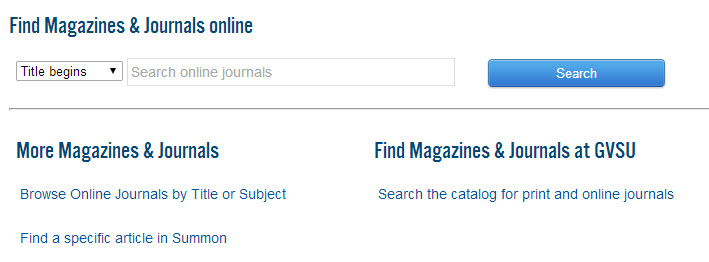 Find Magazines & Journals online
Title begins Search online journals Search
More Magazines & Journals
Browse Online Journals by Title or Subject
Find a specific article in Summon
Find Magazines & Journals at GVSU
Search the catalog for print and online journals